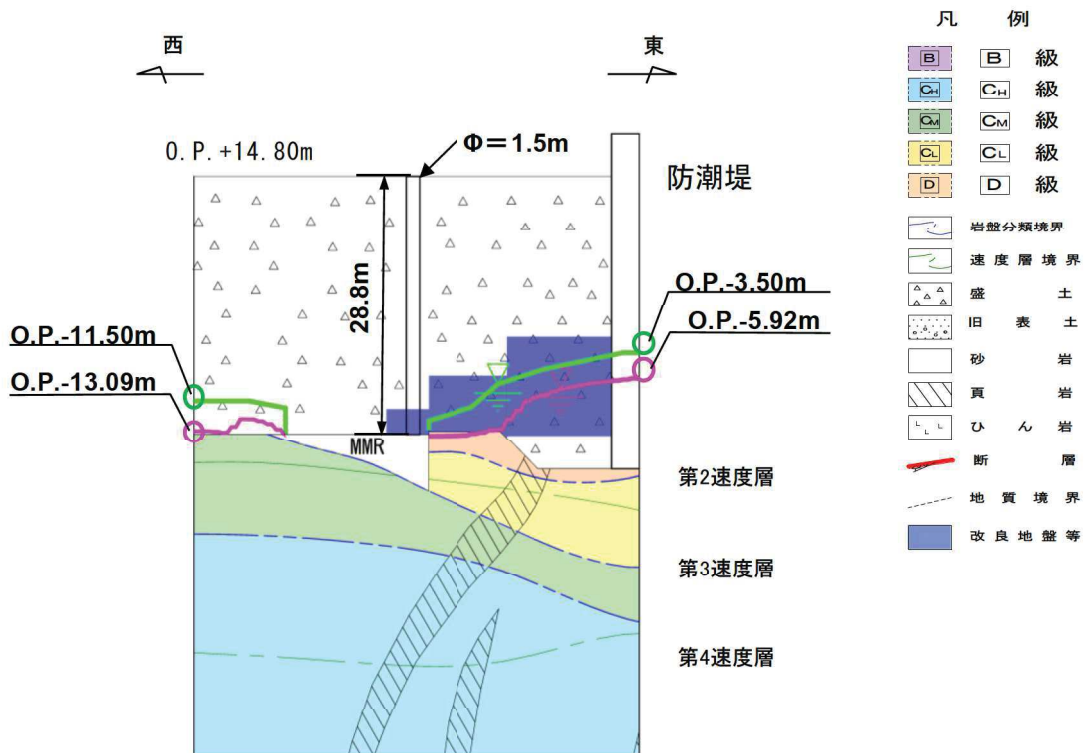 西
東
O.P.+14.80m
Φ=1.5m
防潮堤
28.8m
O.P.-3.50m
O.P.-5.92m
O.P.-11.50m
O.P.-13.09m
MMR
第2速度層
第3速度層
第4速度層
凡 例
B B 級
CH CH 級
CM CM 級
CL CL 級
D D 級
岩盤分類境界
速度層境界
盛 土
旧 表 土
砂 岩
頁 岩
ひ ん 岩
断 層
地質境界
改良地盤等